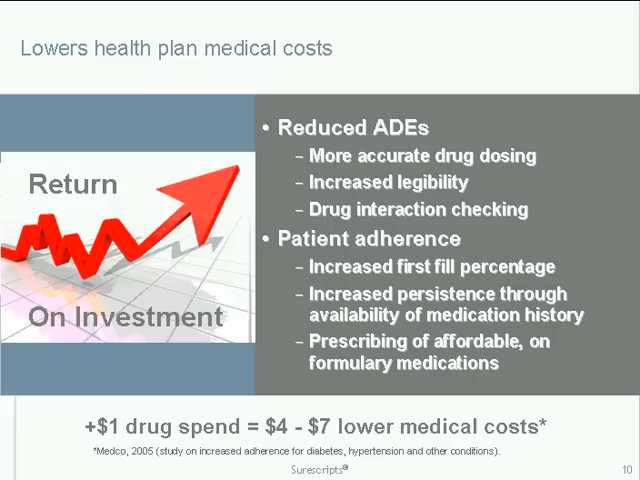 Lowers health plan medical costs
• Reduced ADEs
– More accurate drug dosing
– Increased legibility
– Drug interaction checking
• Patient adherence
– Increased first fill percentage
– Increased persistence through
availability of medication history
– Prescribing of affordable, on
formulary medications
Return
On Investment
+$1 drug spend = $4 - $7 lower medical costs*
*Medco, 2005 (study on increased adherence for diabetes, hypertension and other conditions).
Surescripts®
10